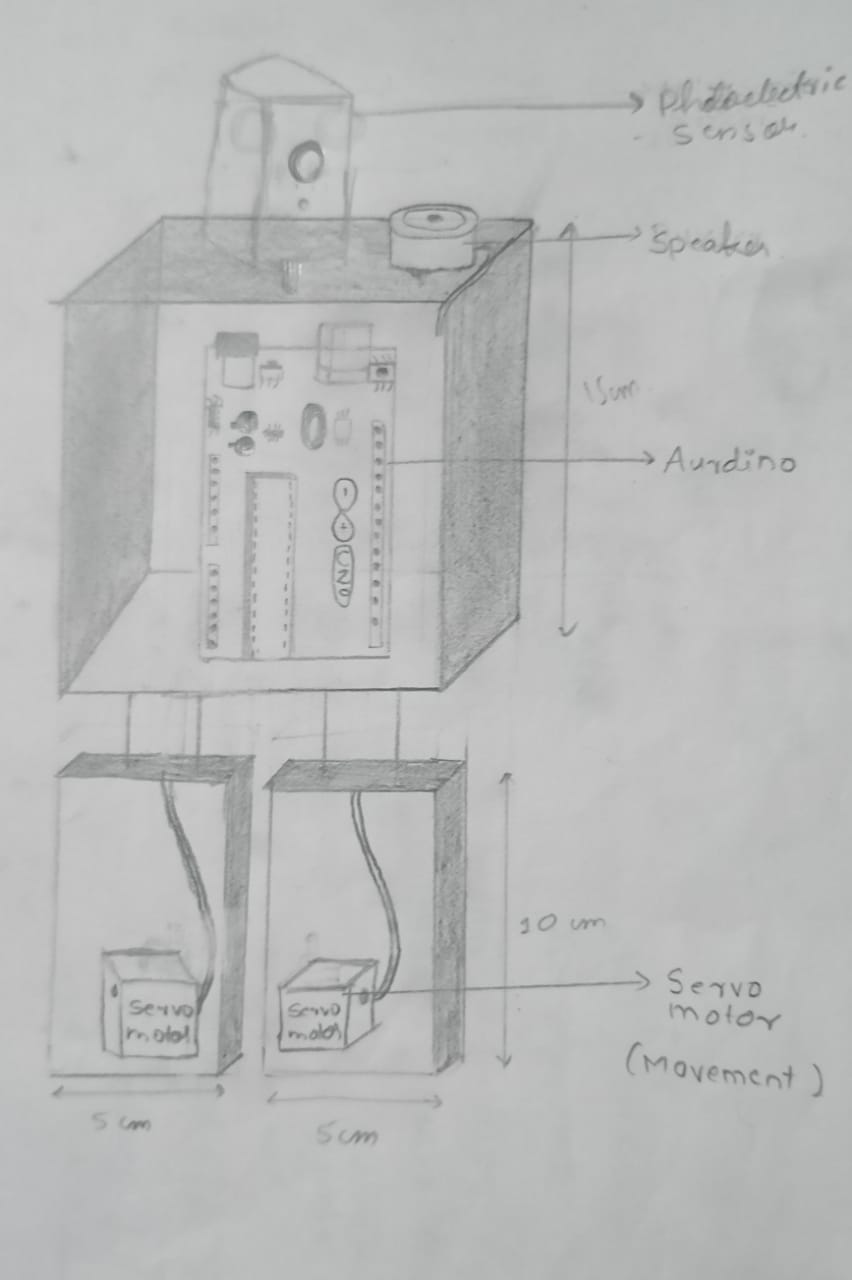 Photoelectric
- sensor.
Speaker
15cm
Aurdino
10 cm
Servo
motor
Servo
motor
Servo
motor
(Movement)
5 cm
5cm